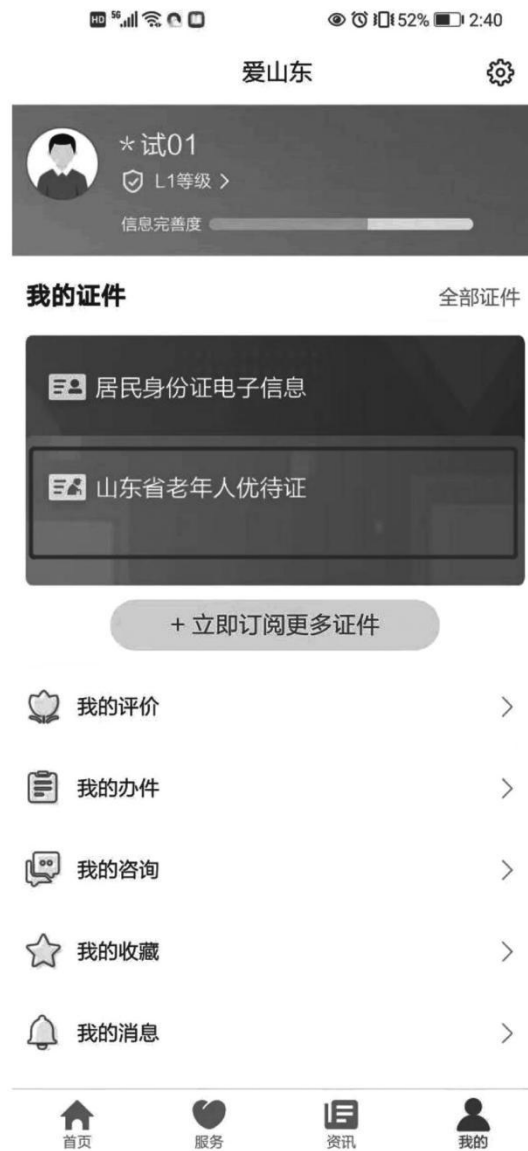 HD 5G 52% 2:40
爱山东
＊试01
L1等级 >
信息完善度
我的证件 全部证件
居民身份证电子信息
山东省老年人优待证
+ 立即订阅更多证件
我的评价
我的办件
我的咨询
我的收藏
我的消息
首页 服务 资讯 我的